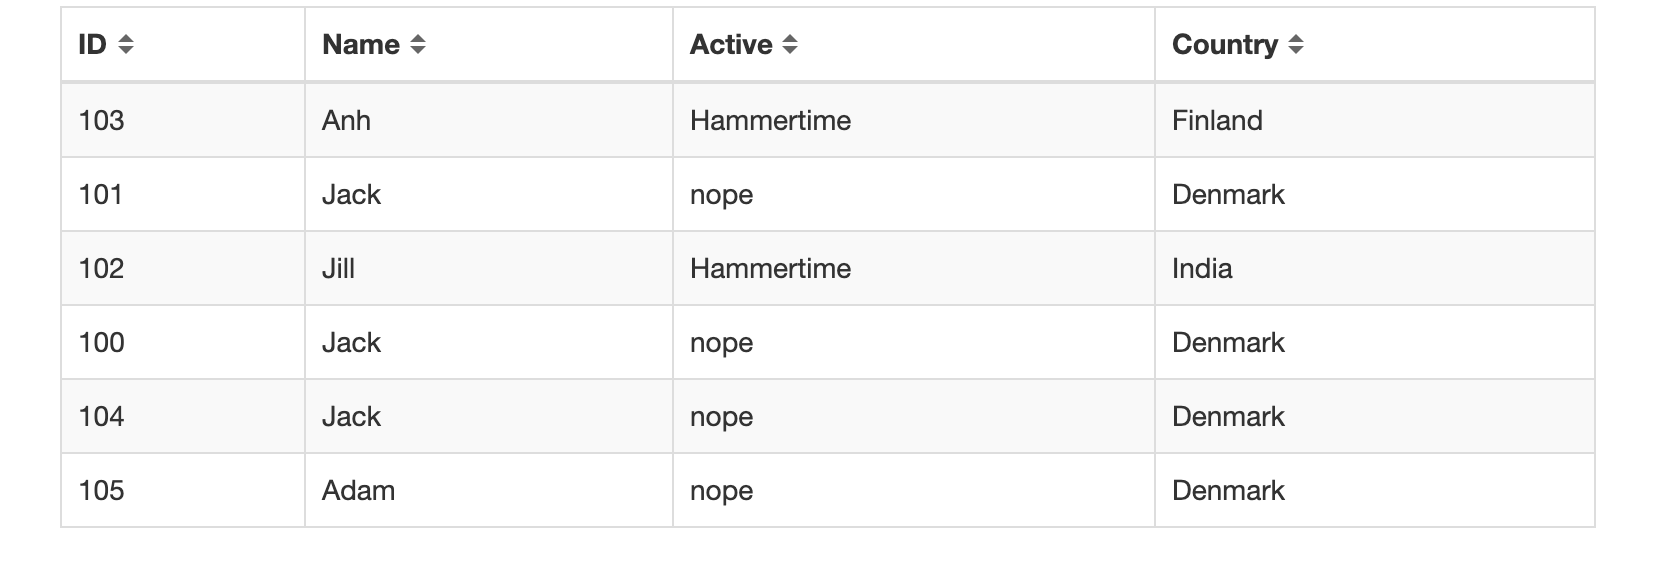 ID Name Active Country
103 Anh Hammertime Finland
101 Jack nope Denmark
102 Jill Hammertime India
100 Jack nope Denmark
104 Jack nope Denmark
105 Adam nope Denmark